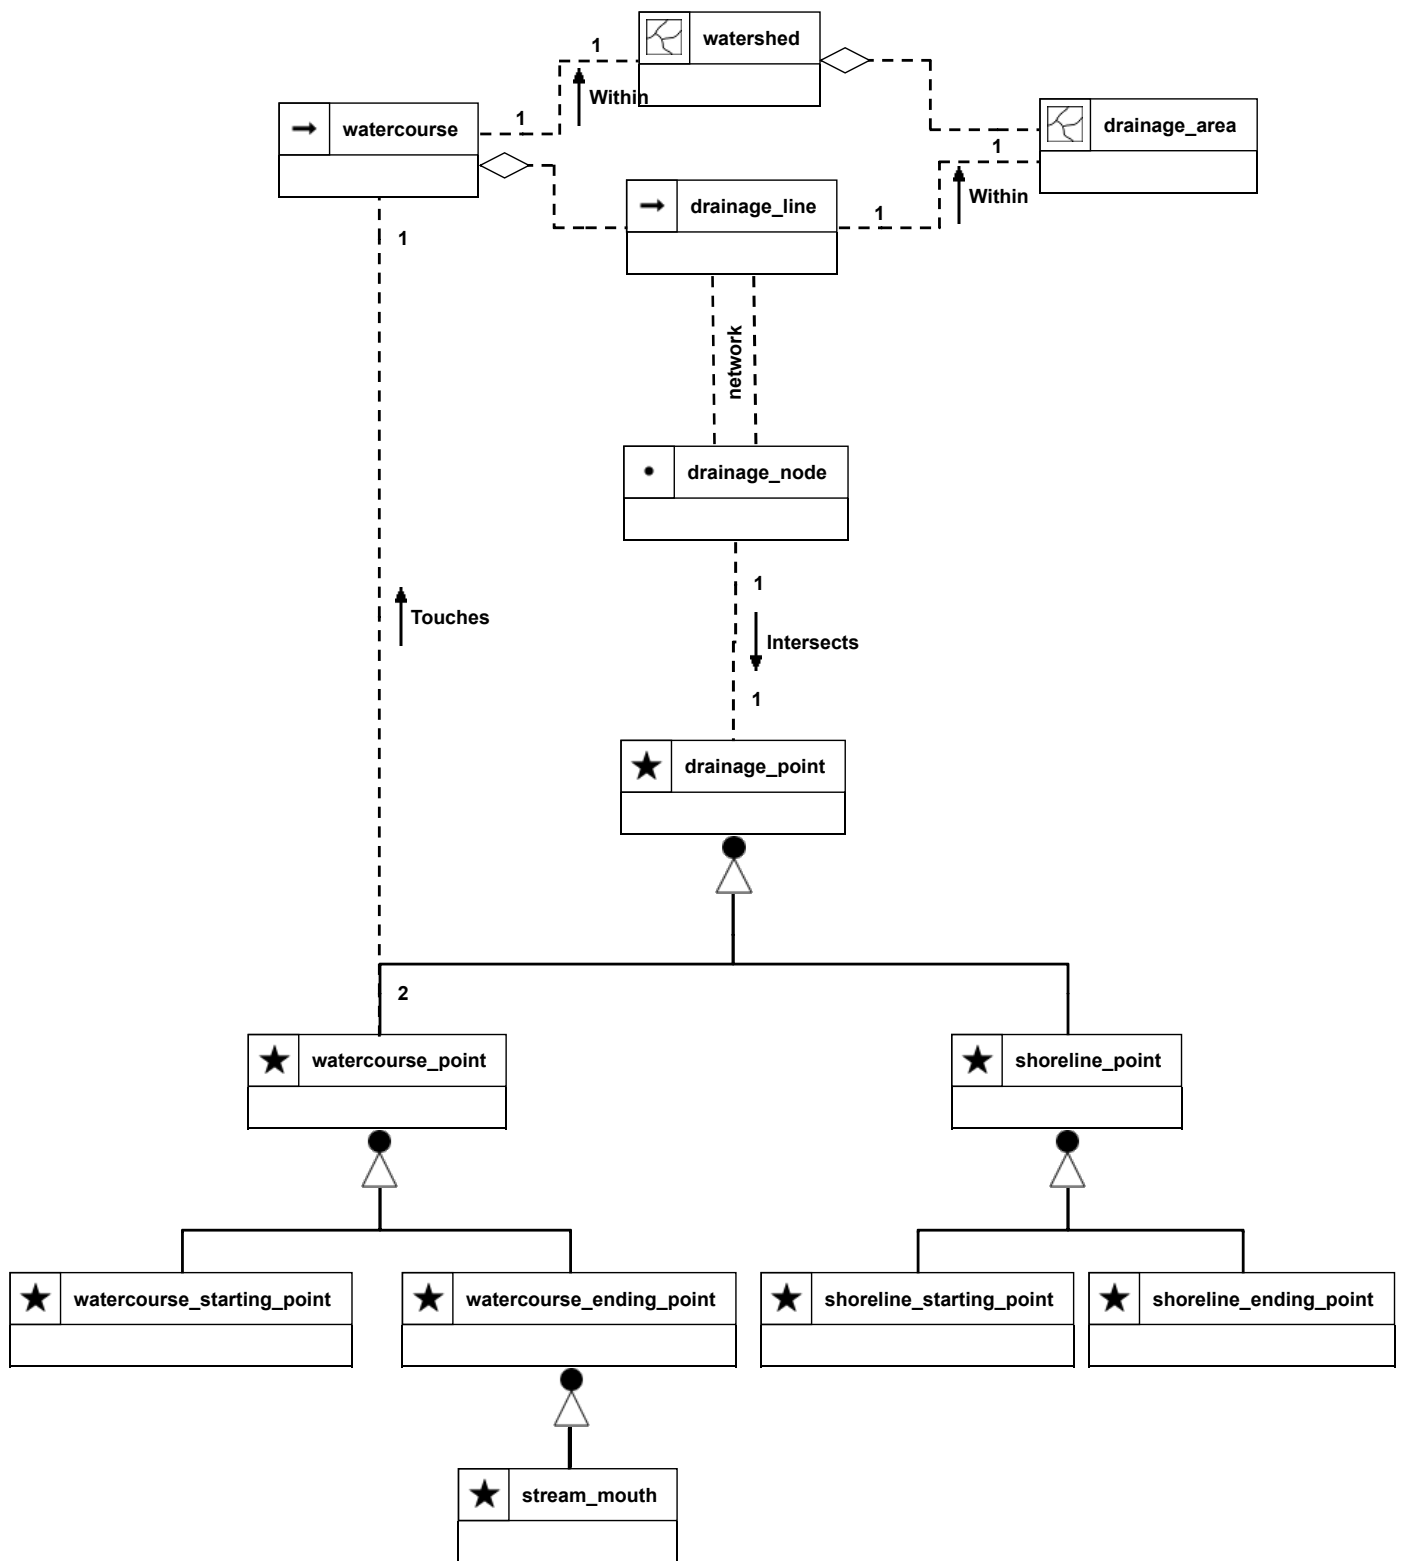 watershed
1
Within
1
watercourse
drainage_area
1
Within
drainage_line
1
1
network
drainage_node
1
Touches
Intersects
1
drainage_point
2
watercourse_point
shoreline_point
watercourse_starting_point
watercourse_ending_point
shoreline_starting_point
shoreline_ending_point
stream_mouth